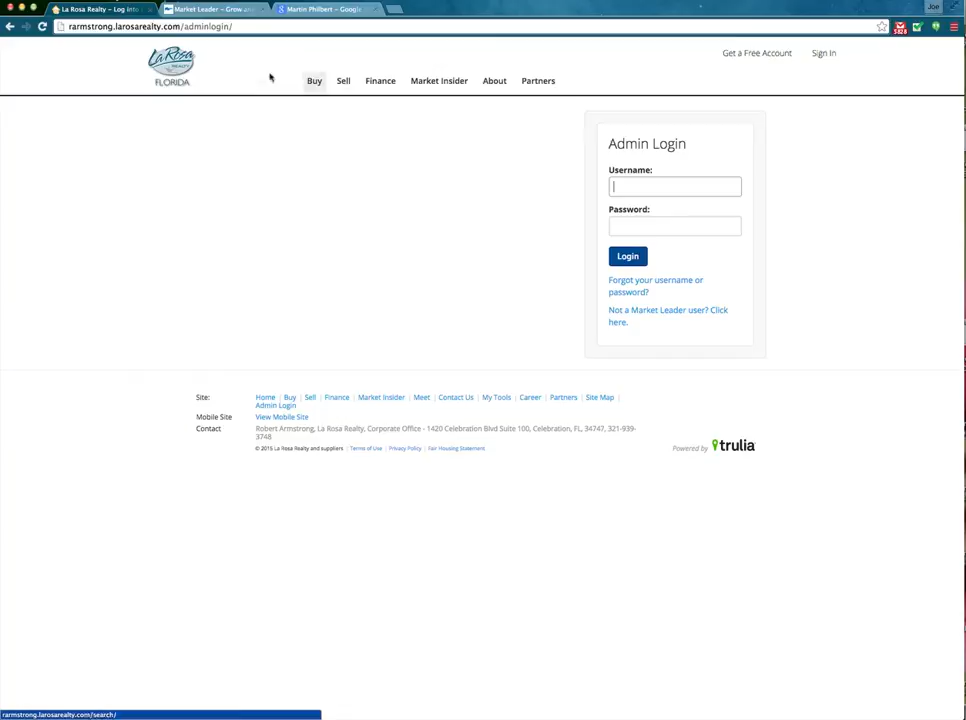 La Rosa Realty – Log into
Market Leader – Grow an
Martin Philbert – Google
Joe
rarmstrong.larosarealty.com/adminlogin/
5828
La Rosa
REALTY
FLORIDA
Get a Free Account
Sign In
Buy
Sell
Finance
Market Insider
About
Partners
Admin Login
Username:
Password:
Login
Forgot your username or
password?
Not a Market Leader user? Click
here.
Site:
Home | Buy | Sell | Finance | Market Insider | Meet | Contact Us | My Tools | Career | Partners | Site Map |
Admin Login
Mobile Site
View Mobile Site
Contact
Robert Armstrong, La Rosa Realty, Corporate Office - 1420 Celebration Blvd Suite 100, Celebration, FL, 34747, 321-939-
3748
© 2015 La Rosa Realty and suppliers | Terms of Use | Privacy Policy | Fair Housing Statement
Powered by trulia
rarmstrong.larosarealty.com/search/